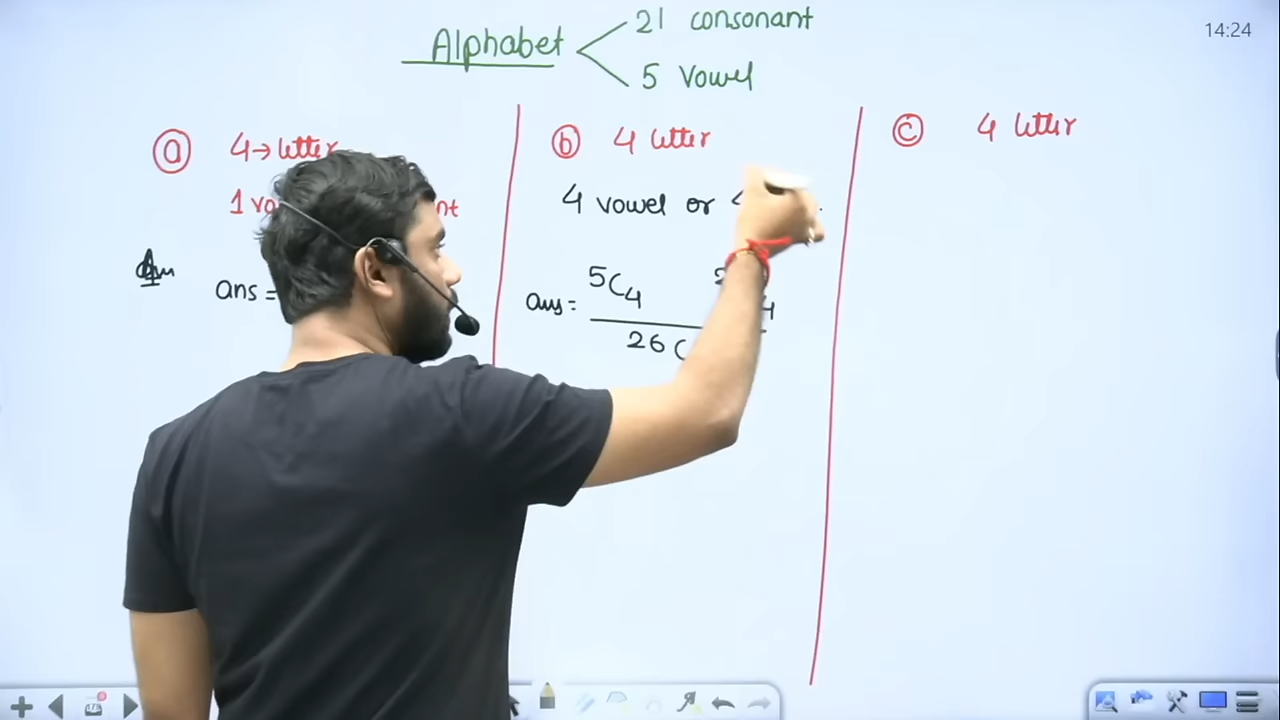 14:24
Alphabet
21 consonant
5 vowel
ⓐ 4→letter
1
ans =
ⓑ 4 letter
4 vowel or
ans = 5C4
26C
ⓒ 4 letter